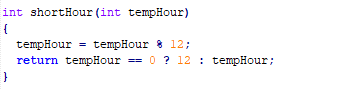 int shortHour(int tempHour)
{
  tempHour = tempHour % 12;
  return tempHour == 0 ? 12 : tempHour;
}